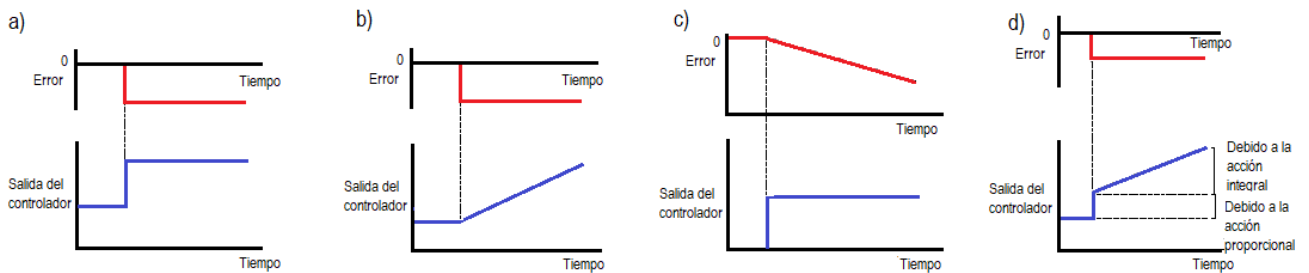 a)
0
Error
Tiempo
Salida del
controlador
Tiempo
b)
0
Error
Tiempo
Salida del
controlador
Tiempo
c)
0
Error
Tiempo
Salida del
controlador
Tiempo
d)
0
Error
Tiempo
Salida del
controlador
Debido a la
acción
integral
Debido a la
acción
proporcional
Tiempo